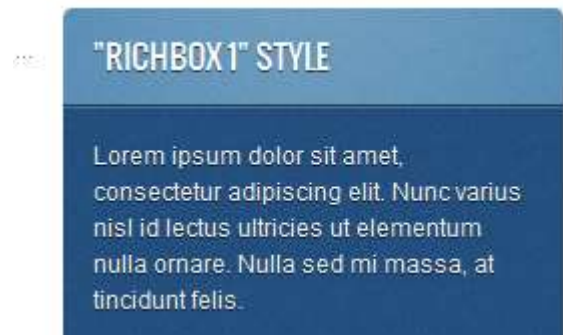 "RICHBOX1" STYLE
Lorem ipsum dolor sit amet,
consectetur adipiscing elit. Nunc varius
nisl id lectus ultricies ut elementum
nulla ornare. Nulla sed mi massa, at
tincidunt felis.